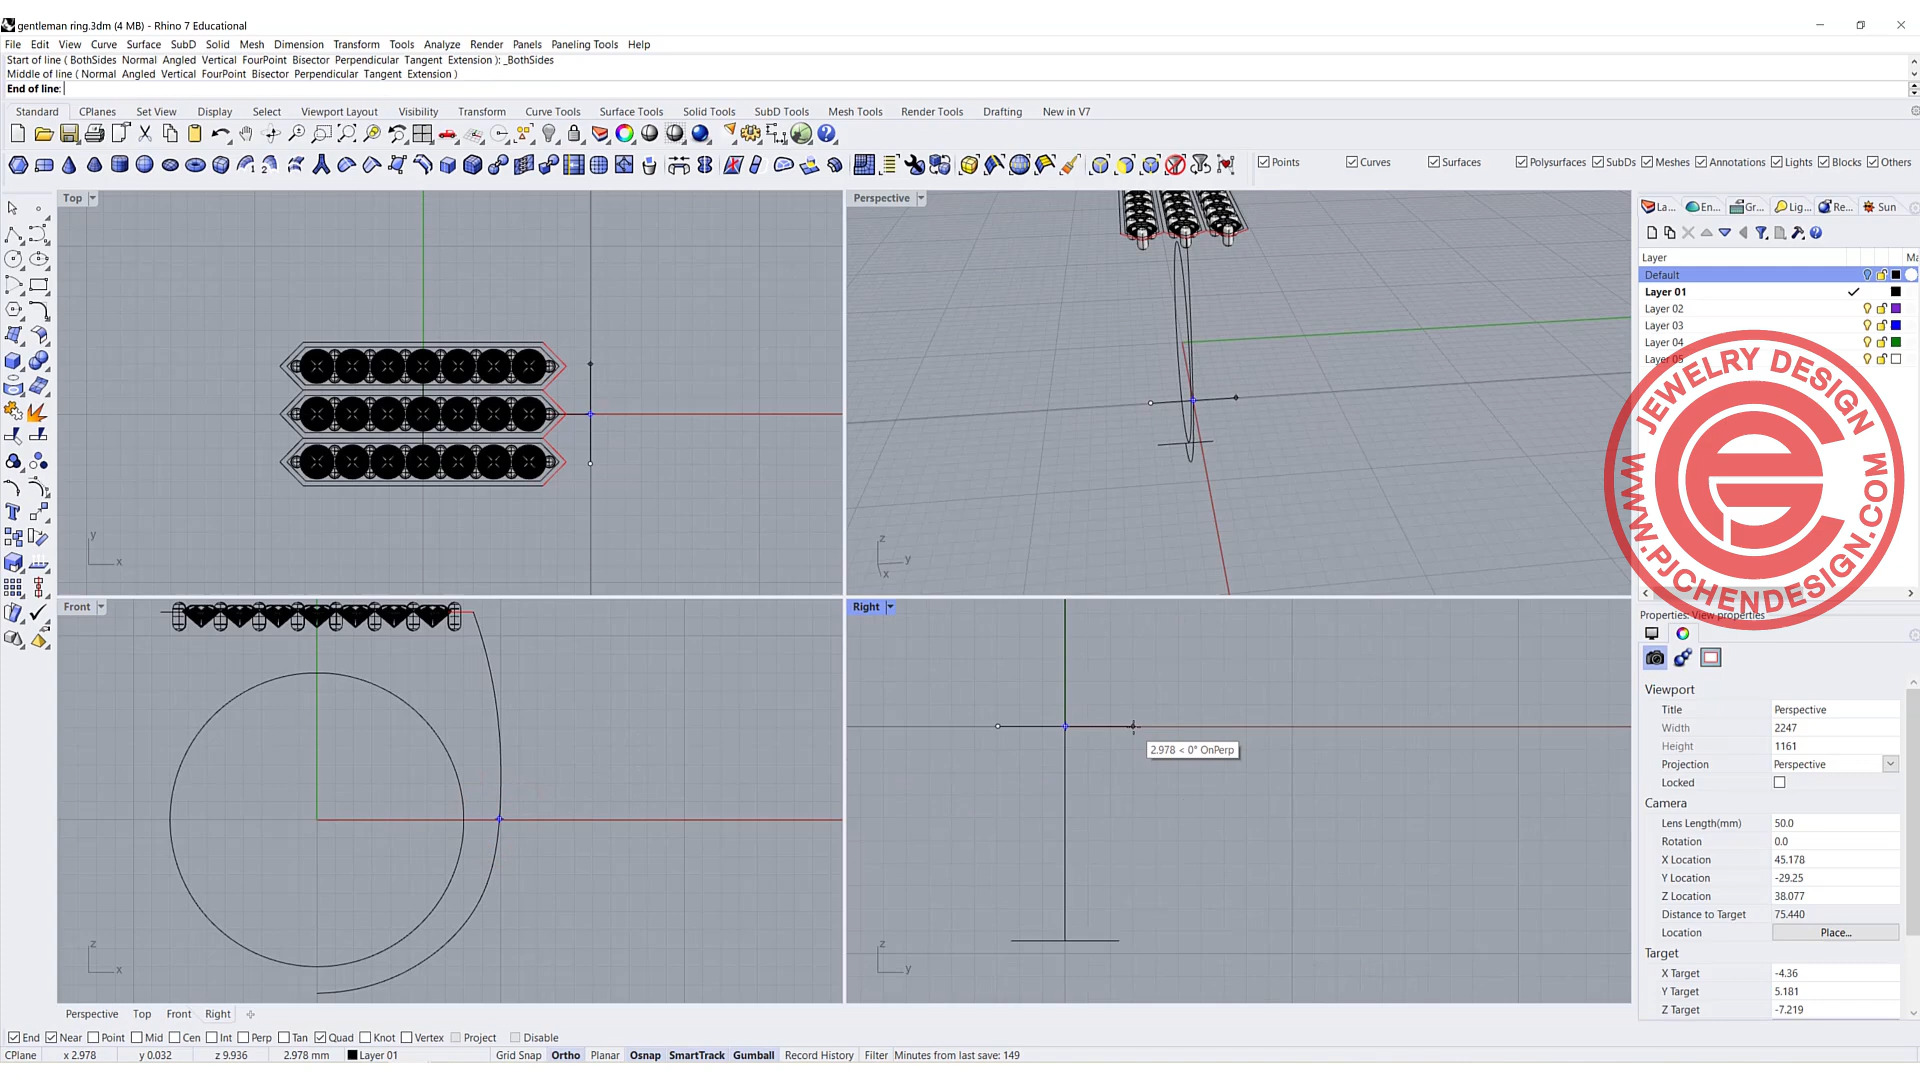 gentleman ring.3dm (4 MB) - Rhino 7 Educational
File Edit View Curve Surface SubD Solid Mesh Dimension Transform Tools Analyze Render Panels Paneling Tools Help
Start of line ( BothSides Normal Angled Vertical FourPoint Bisector Perpendicular Tangent Extension ): _BothSides
Middle of line ( Normal Angled Vertical FourPoint Bisector Perpendicular Tangent Extension )
End of line:
Standard CPlanes Set View Display Select Viewport Layout Visibility Transform Curve Tools Surface Tools Solid Tools SubD Tools Mesh Tools Render Tools Drafting New in V7
Points Curves Surfaces Polysurfaces SubDs Meshes Annotations Lights Blocks Others
Top
Perspective
La... En... Gr... Lig... Re... Sun
Layer
Ma
Default
Layer 01
Layer 02
Layer 03
Layer 04
Layer 05
JEWELRY DESIGN
WWW.PJCHENDESIGN.COM
y
x
z
y
x
Front
Right
2.978 < 0° OnPerp
z
x
z
y
Properties: View properties
Viewport
Title Perspective
Width 2247
Height 1161
Projection Perspective
Locked
Camera
Lens Length(mm) 50.0
Rotation 0.0
X Location 45.178
Y Location -29.25
Z Location 38.077
Distance to Target 75.440
Location Place...
Target
X Target -4.36
Y Target 5.181
Z Target -7.219
Perspective Top Front Right
End Near Point Mid Cen Int Perp Tan Quad Knot Vertex Project Disable
CPlane x 2.978 y 0.032 z 9.936 2.978 mm Layer 01 Grid Snap Ortho Planar Osnap SmartTrack Gumball Record History Filter Minutes from last save: 149